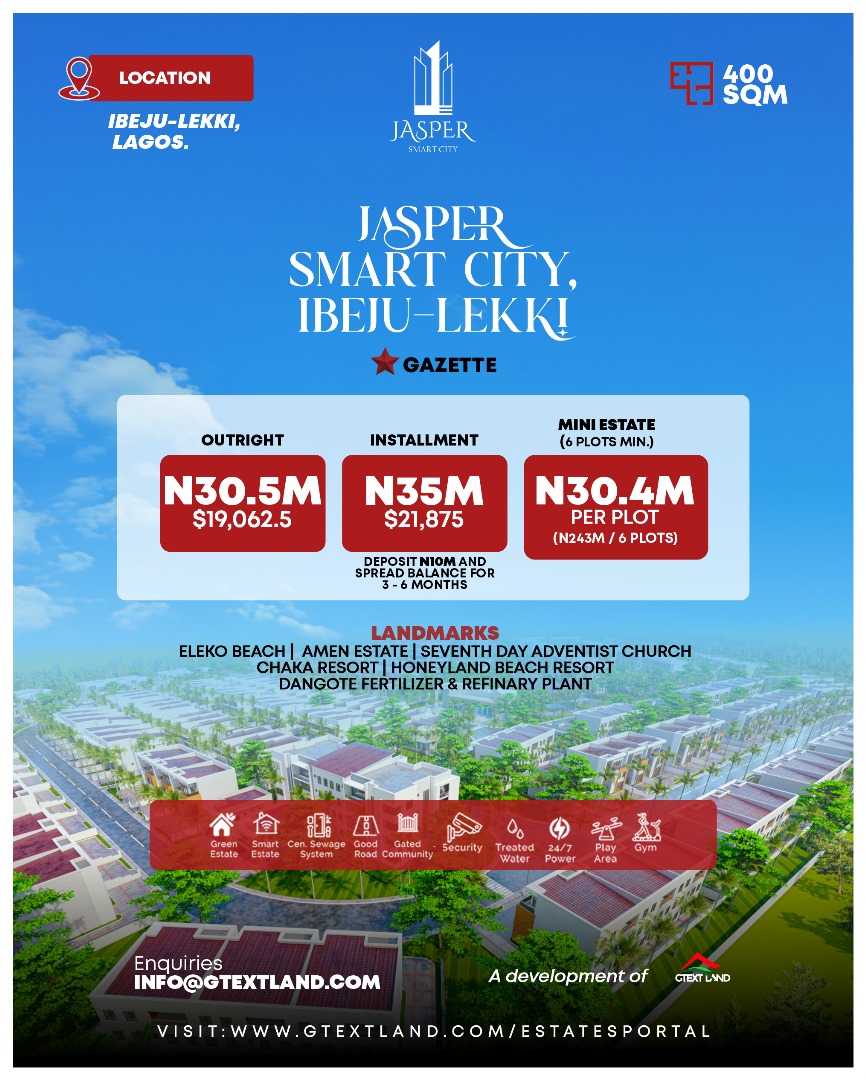 LOCATION
IBEJU-LEKKI,
LAGOS.
JASPER
SMART CITY
400
SQM
JASPER
SMART CITY,
IBEJU-LEKKI
GAZETTE
OUTRIGHT
N30.5M
$19,062.5
INSTALLMENT
N35M
$21,875
DEPOSIT N10M AND
SPREAD BALANCE FOR
3 - 6 MONTHS
MINI ESTATE
(6 PLOTS MIN.)
N30.4M
PER PLOT
(N243M / 6 PLOTS)
LANDMARKS
ELEKO BEACH | AMEN ESTATE | SEVENTH DAY ADVENTIST CHURCH
CHAKA RESORT | HONEYLAND BEACH RESORT
DANGOTE FERTILIZER & REFINARY PLANT
Green
Estate
Smart
Estate
Cen. Sewage
System
Good
Road
Gated
Community
Security
Treated
Water
24/7
Power
Play
Area
Gym
Enquiries
INFO@GTEXTLAND.COM
A development of
GTEXT LAND
VISIT:WWW.GTEXTLAND.COM/ESTATESPORTAL